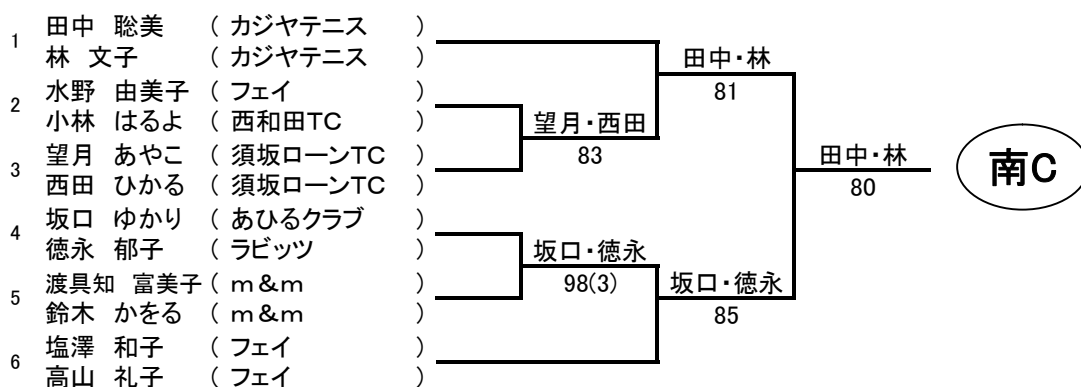 1
田中 聡美 ( カジヤテニス )
林 文子 ( カジヤテニス )
2
水野 由美子 ( フェイ )
小林 はるよ ( 西和田TC )
3
望月 あやこ ( 須坂ローンTC )
西田 ひかる ( 須坂ローンTC )
4
坂口 ゆかり ( あひるクラブ )
徳永 郁子 ( ラビッツ )
5
渡具知 富美子 ( m&m )
鈴木 かをる ( m&m )
6
塩澤 和子 ( フェイ )
高山 礼子 ( フェイ )
望月・西田
83
坂口・徳永
98(3)
田中・林
81
坂口・徳永
85
田中・林
80
南C